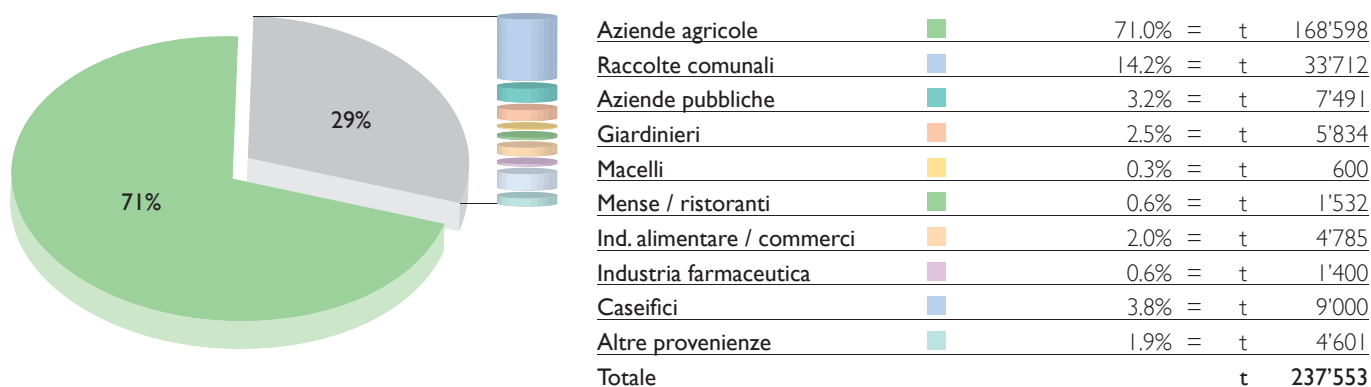 29%
71%
Aziende agricole 71.0% = t 168'598
Raccolte comunali 14.2% = t 33'712
Aziende pubbliche 3.2% = t 7'491
Giardinieri 2.5% = t 5'834
Macelli 0.3% = t 600
Mense / ristoranti 0.6% = t 1'532
Ind. alimentare / commerci 2.0% = t 4'785
Industria farmaceutica 0.6% = t 1'400
Caseifici 3.8% = t 9'000
Altre provenienze 1.9% = t 4'601
Totale t 237'553